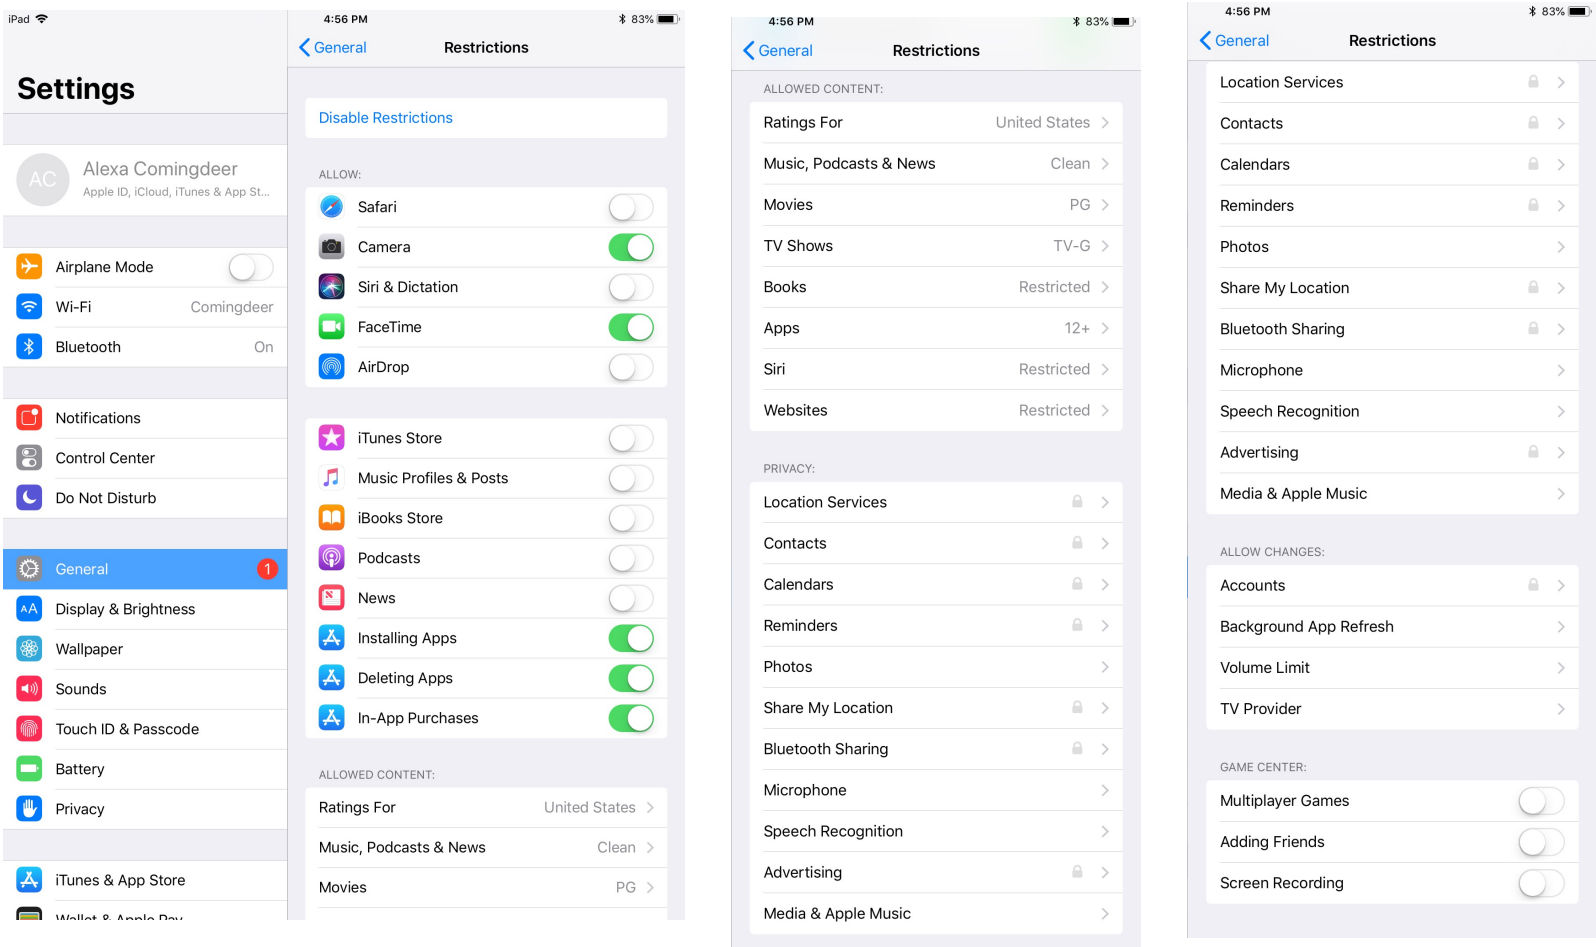 iPad
Settings
AC
Alexa Comingdeer
Apple ID, iCloud, iTunes & App St...
Airplane Mode
Wi-Fi Comingdeer
Bluetooth On
Notifications
Control Center
Do Not Disturb
General 1
AA Display & Brightness
Wallpaper
Sounds
Touch ID & Passcode
Battery
Privacy
iTunes & App Store
Wallet & Apple Pay
4:56 PM 83%
General Restrictions
Disable Restrictions
ALLOW:
Safari
Camera
Siri & Dictation
FaceTime
AirDrop
iTunes Store
Music Profiles & Posts
iBooks Store
Podcasts
News
Installing Apps
Deleting Apps
In-App Purchases
ALLOWED CONTENT:
Ratings For United States
Music, Podcasts & News Clean
Movies PG
4:56 PM 83%
General Restrictions
ALLOWED CONTENT:
Ratings For United States
Music, Podcasts & News Clean
Movies PG
TV Shows TV-G
Books Restricted
Apps 12+
Siri Restricted
Websites Restricted
PRIVACY:
Location Services
Contacts
Calendars
Reminders
Photos
Share My Location
Bluetooth Sharing
Microphone
Speech Recognition
Advertising
Media & Apple Music
4:56 PM 83%
General Restrictions
Location Services
Contacts
Calendars
Reminders
Photos
Share My Location
Bluetooth Sharing
Microphone
Speech Recognition
Advertising
Media & Apple Music
ALLOW CHANGES:
Accounts
Background App Refresh
Volume Limit
TV Provider
GAME CENTER:
Multiplayer Games
Adding Friends
Screen Recording